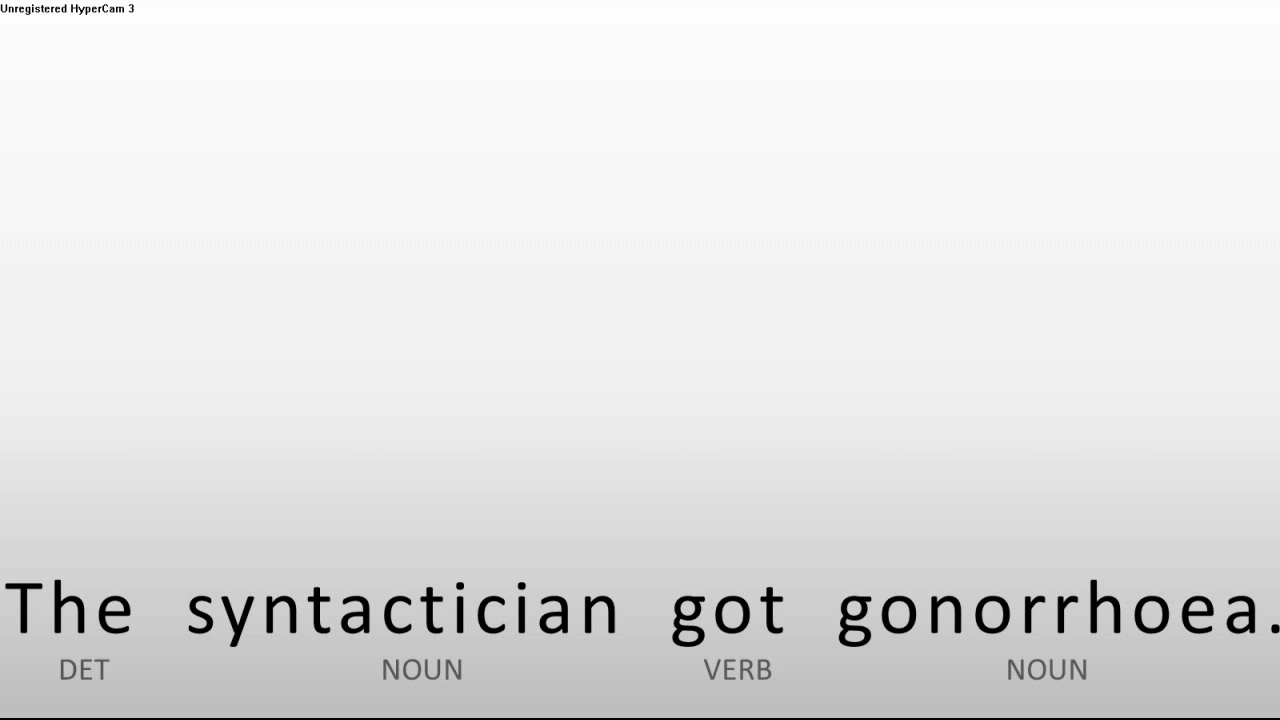 Unregistered HyperCam 3
The syntactician got gonorrhoea.
DET NOUN VERB NOUN